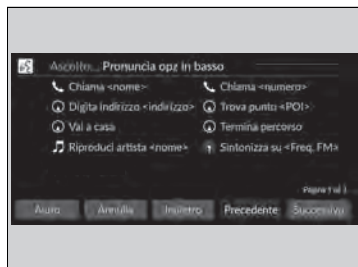 Ascolto... Pronuncia opz in basso
Chiama <nome>
Chiama <numero>
Digita indirizzo <indirizzo>
Trova punto <POI>
Vai a casa
Termina percorso
Riproduci artista <nome>
Sintonizza su <Freq. FM>
Pagina 1 di
Aiuto Annulla Indietro Precedente Successivo